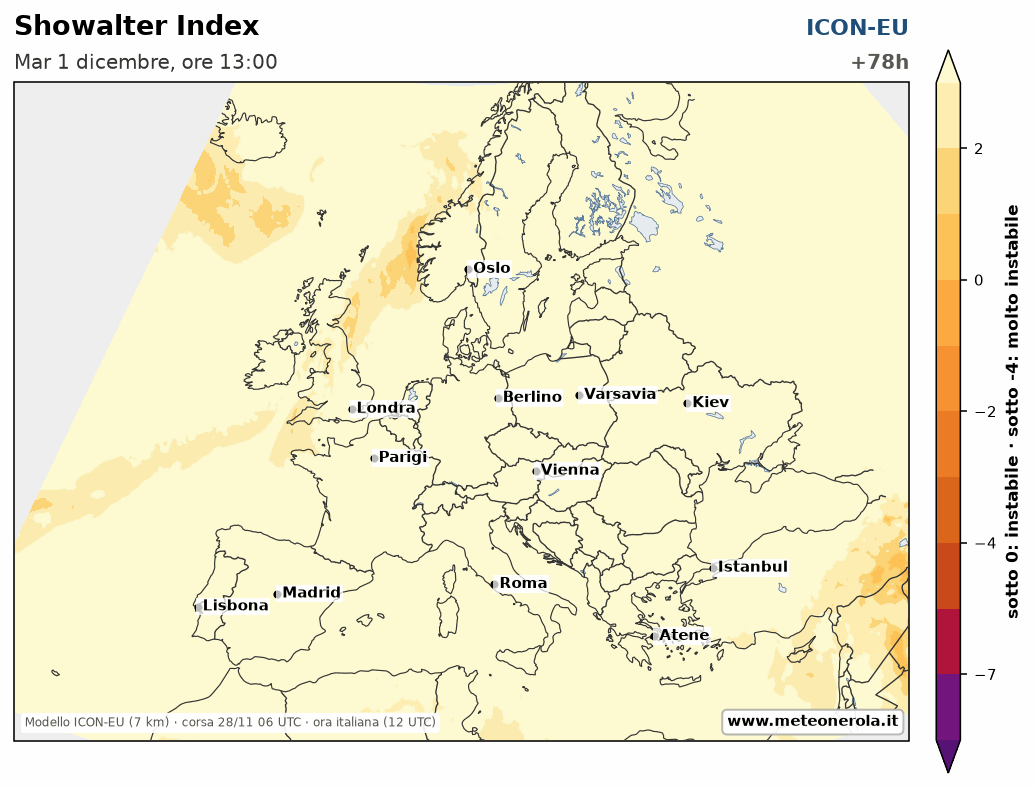 Showalter Index
ICON-EU
Mar 1 dicembre, ore 13:00
+78h
2
0
−2
−4
−7
sotto 0: instabile · sotto -4: molto instabile
Oslo
Berlino
Varsavia
Kiev
Londra
Parigi
Vienna
Istanbul
Roma
Madrid
Lisbona
Atene
Modello ICON-EU (7 km) · corsa 28/11 06 UTC · ora italiana (12 UTC)
www.meteonerola.it